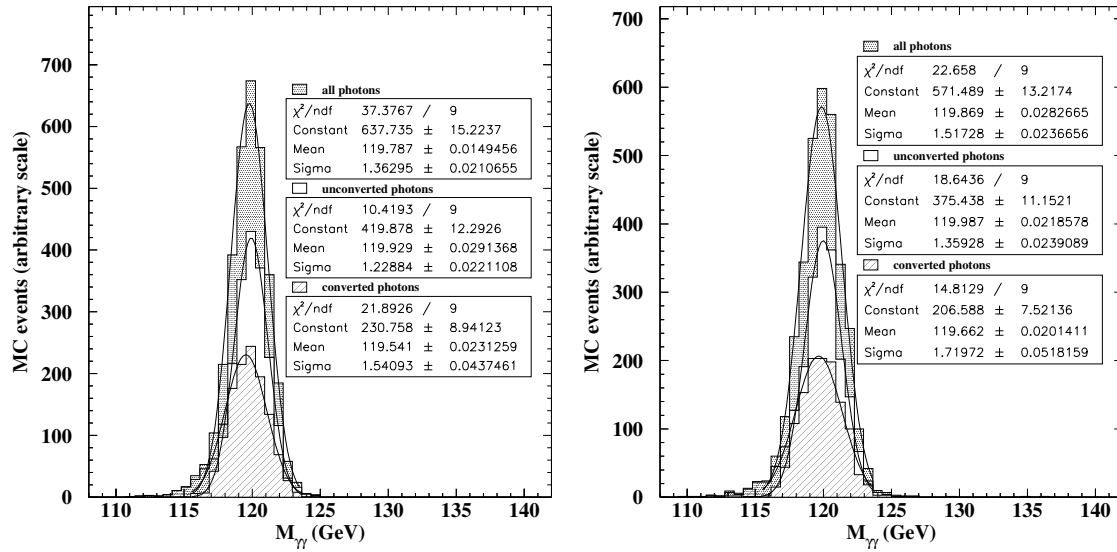 MC events (arbitrary scale)
700
600
500
400
300
200
100
0
all photons
χ²/ndf 37.3767 / 9
Constant 637.735 ± 15.2237
Mean 119.787 ± 0.0149456
Sigma 1.36295 ± 0.0210655
unconverted photons
χ²/ndf 10.4193 / 9
Constant 419.878 ± 12.2926
Mean 119.929 ± 0.0291368
Sigma 1.22884 ± 0.0221108
converted photons
χ²/ndf 21.8926 / 9
Constant 230.758 ± 8.94123
Mean 119.541 ± 0.0231259
Sigma 1.54093 ± 0.0437461
110 115 120 125 130 135 140
Mγγ (GeV)
MC events (arbitrary scale)
700
600
500
400
300
200
100
0
all photons
χ²/ndf 22.658 / 9
Constant 571.489 ± 13.2174
Mean 119.869 ± 0.0282665
Sigma 1.51728 ± 0.0236656
unconverted photons
χ²/ndf 18.6436 / 9
Constant 375.438 ± 11.1521
Mean 119.987 ± 0.0218578
Sigma 1.35928 ± 0.0239089
converted photons
χ²/ndf 14.8129 / 9
Constant 206.588 ± 7.52136
Mean 119.662 ± 0.0201411
Sigma 1.71972 ± 0.0518159
110 115 120 125 130 135 140
Mγγ (GeV)